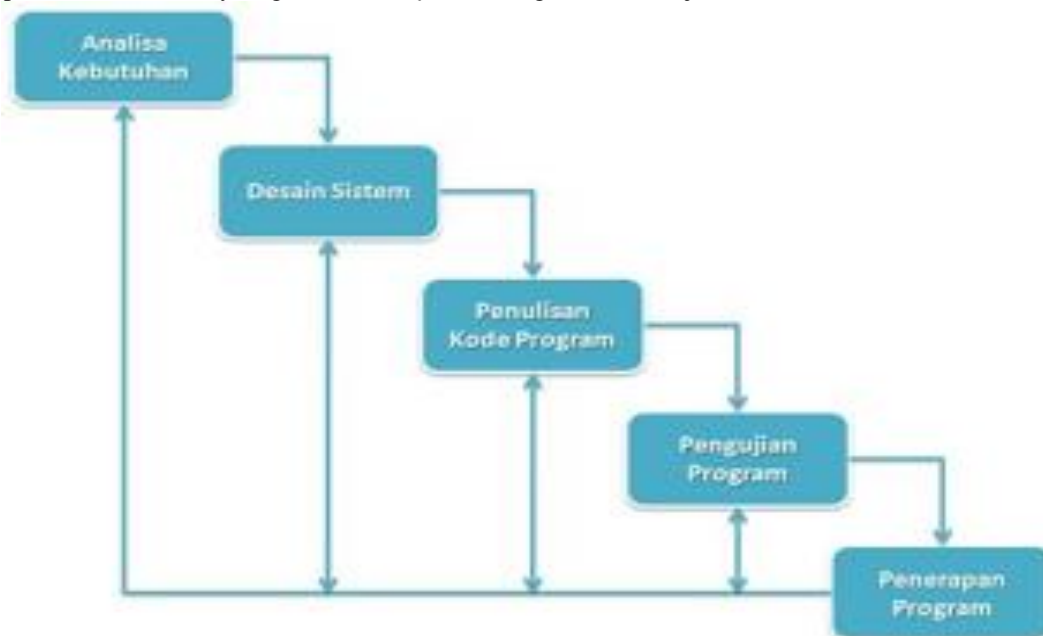 Analisa
Kebutuhan
Desain Sistem
Penulisan
Kode Program
Pengujian
Program
Penerapan
Program